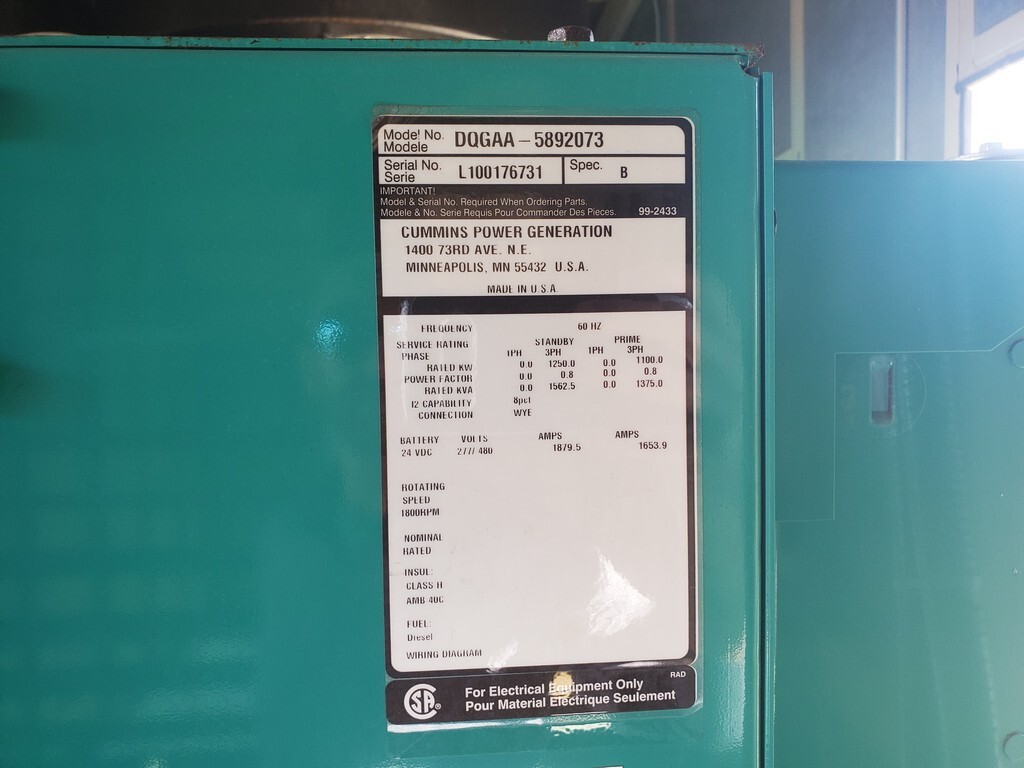 Model No. DQGAA - 5892073
Modele
Serial No. L100176731 Spec. B
Serie
IMPORTANT!
Model & Serial No. Required When Ordering Parts.
Modele & No. Serie Requis Pour Commander Des Pieces. 99-2433
CUMMINS POWER GENERATION
1400 73RD AVE. N.E.
MINNEAPOLIS, MN 55432 U.S.A.
MADE IN U.S.A.
FREQUENCY 60 HZ
SERVICE RATING STANDBY PRIME
PHASE 1PH 3PH 1PH 3PH
RATED KW 0.0 1250.0 0.0 1100.0
POWER FACTOR 0.0 0.8 0.0 0.8
RATED KVA 0.0 1562.5 0.0 1375.0
I2 CAPABILITY 8pct
CONNECTION WYE
BATTERY VOLTS AMPS AMPS
24 VDC 277/ 480 1879.5 1653.9
ROTATING
SPEED
1800RPM
NOMINAL
RATED
INSUL:
CLASS H
AMB 40C
FUEL:
Diesel
WIRING DIAGRAM
RAD
SA ®
For Electrical Equipment Only
Pour Material Electrique Seulement